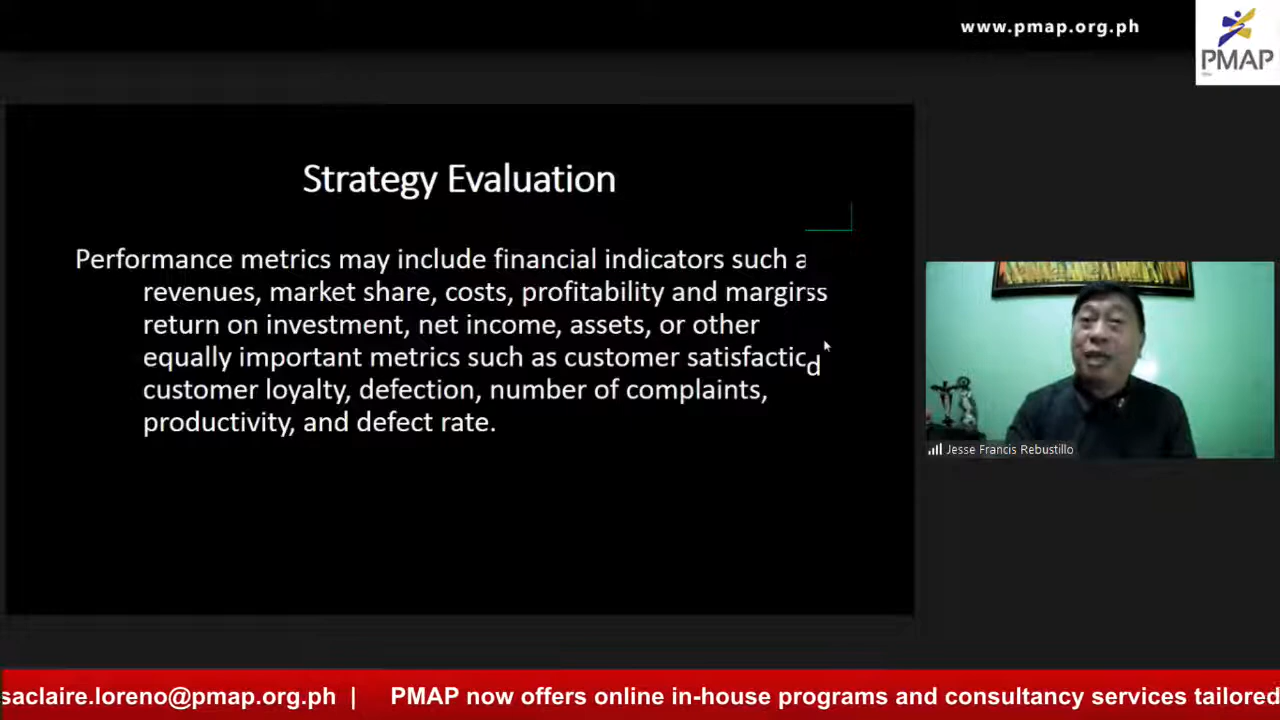 www.pmap.org.ph
PMAP
Strategy Evaluation
Performance metrics may include financial indicators such a
revenues, market share, costs, profitability and margins
return on investment, net income, assets, or other
equally important metrics such as customer satisfactio
customer loyalty, defection, number of complaints,
productivity, and defect rate.
Jesse Francis Rebustillo
saclaire.loreno@pmap.org.ph | PMAP now offers online in-house programs and consultancy services tailored